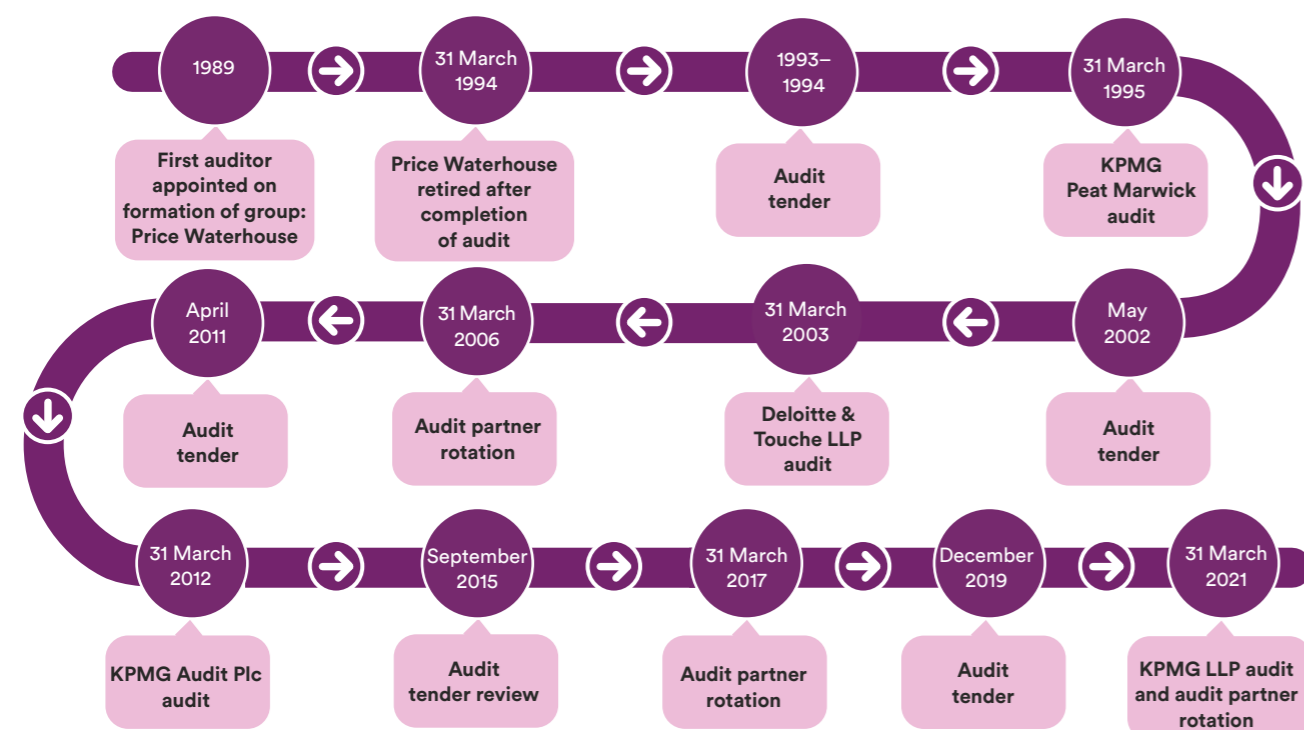 1989
First auditor
appointed on
formation of group:
Price Waterhouse
31 March
1994
Price Waterhouse
retired after
completion
of audit
1993–
1994
Audit
tender
31 March
1995
KPMG
Peat Marwick
audit
May
2002
Audit
tender
31 March
2003
Deloitte &
Touche LLP
audit
31 March
2006
Audit partner
rotation
April
2011
Audit
tender
31 March
2012
KPMG Audit Plc
audit
September
2015
Audit
tender review
31 March
2017
Audit partner
rotation
December
2019
Audit
tender
31 March
2021
KPMG LLP audit
and audit partner
rotation